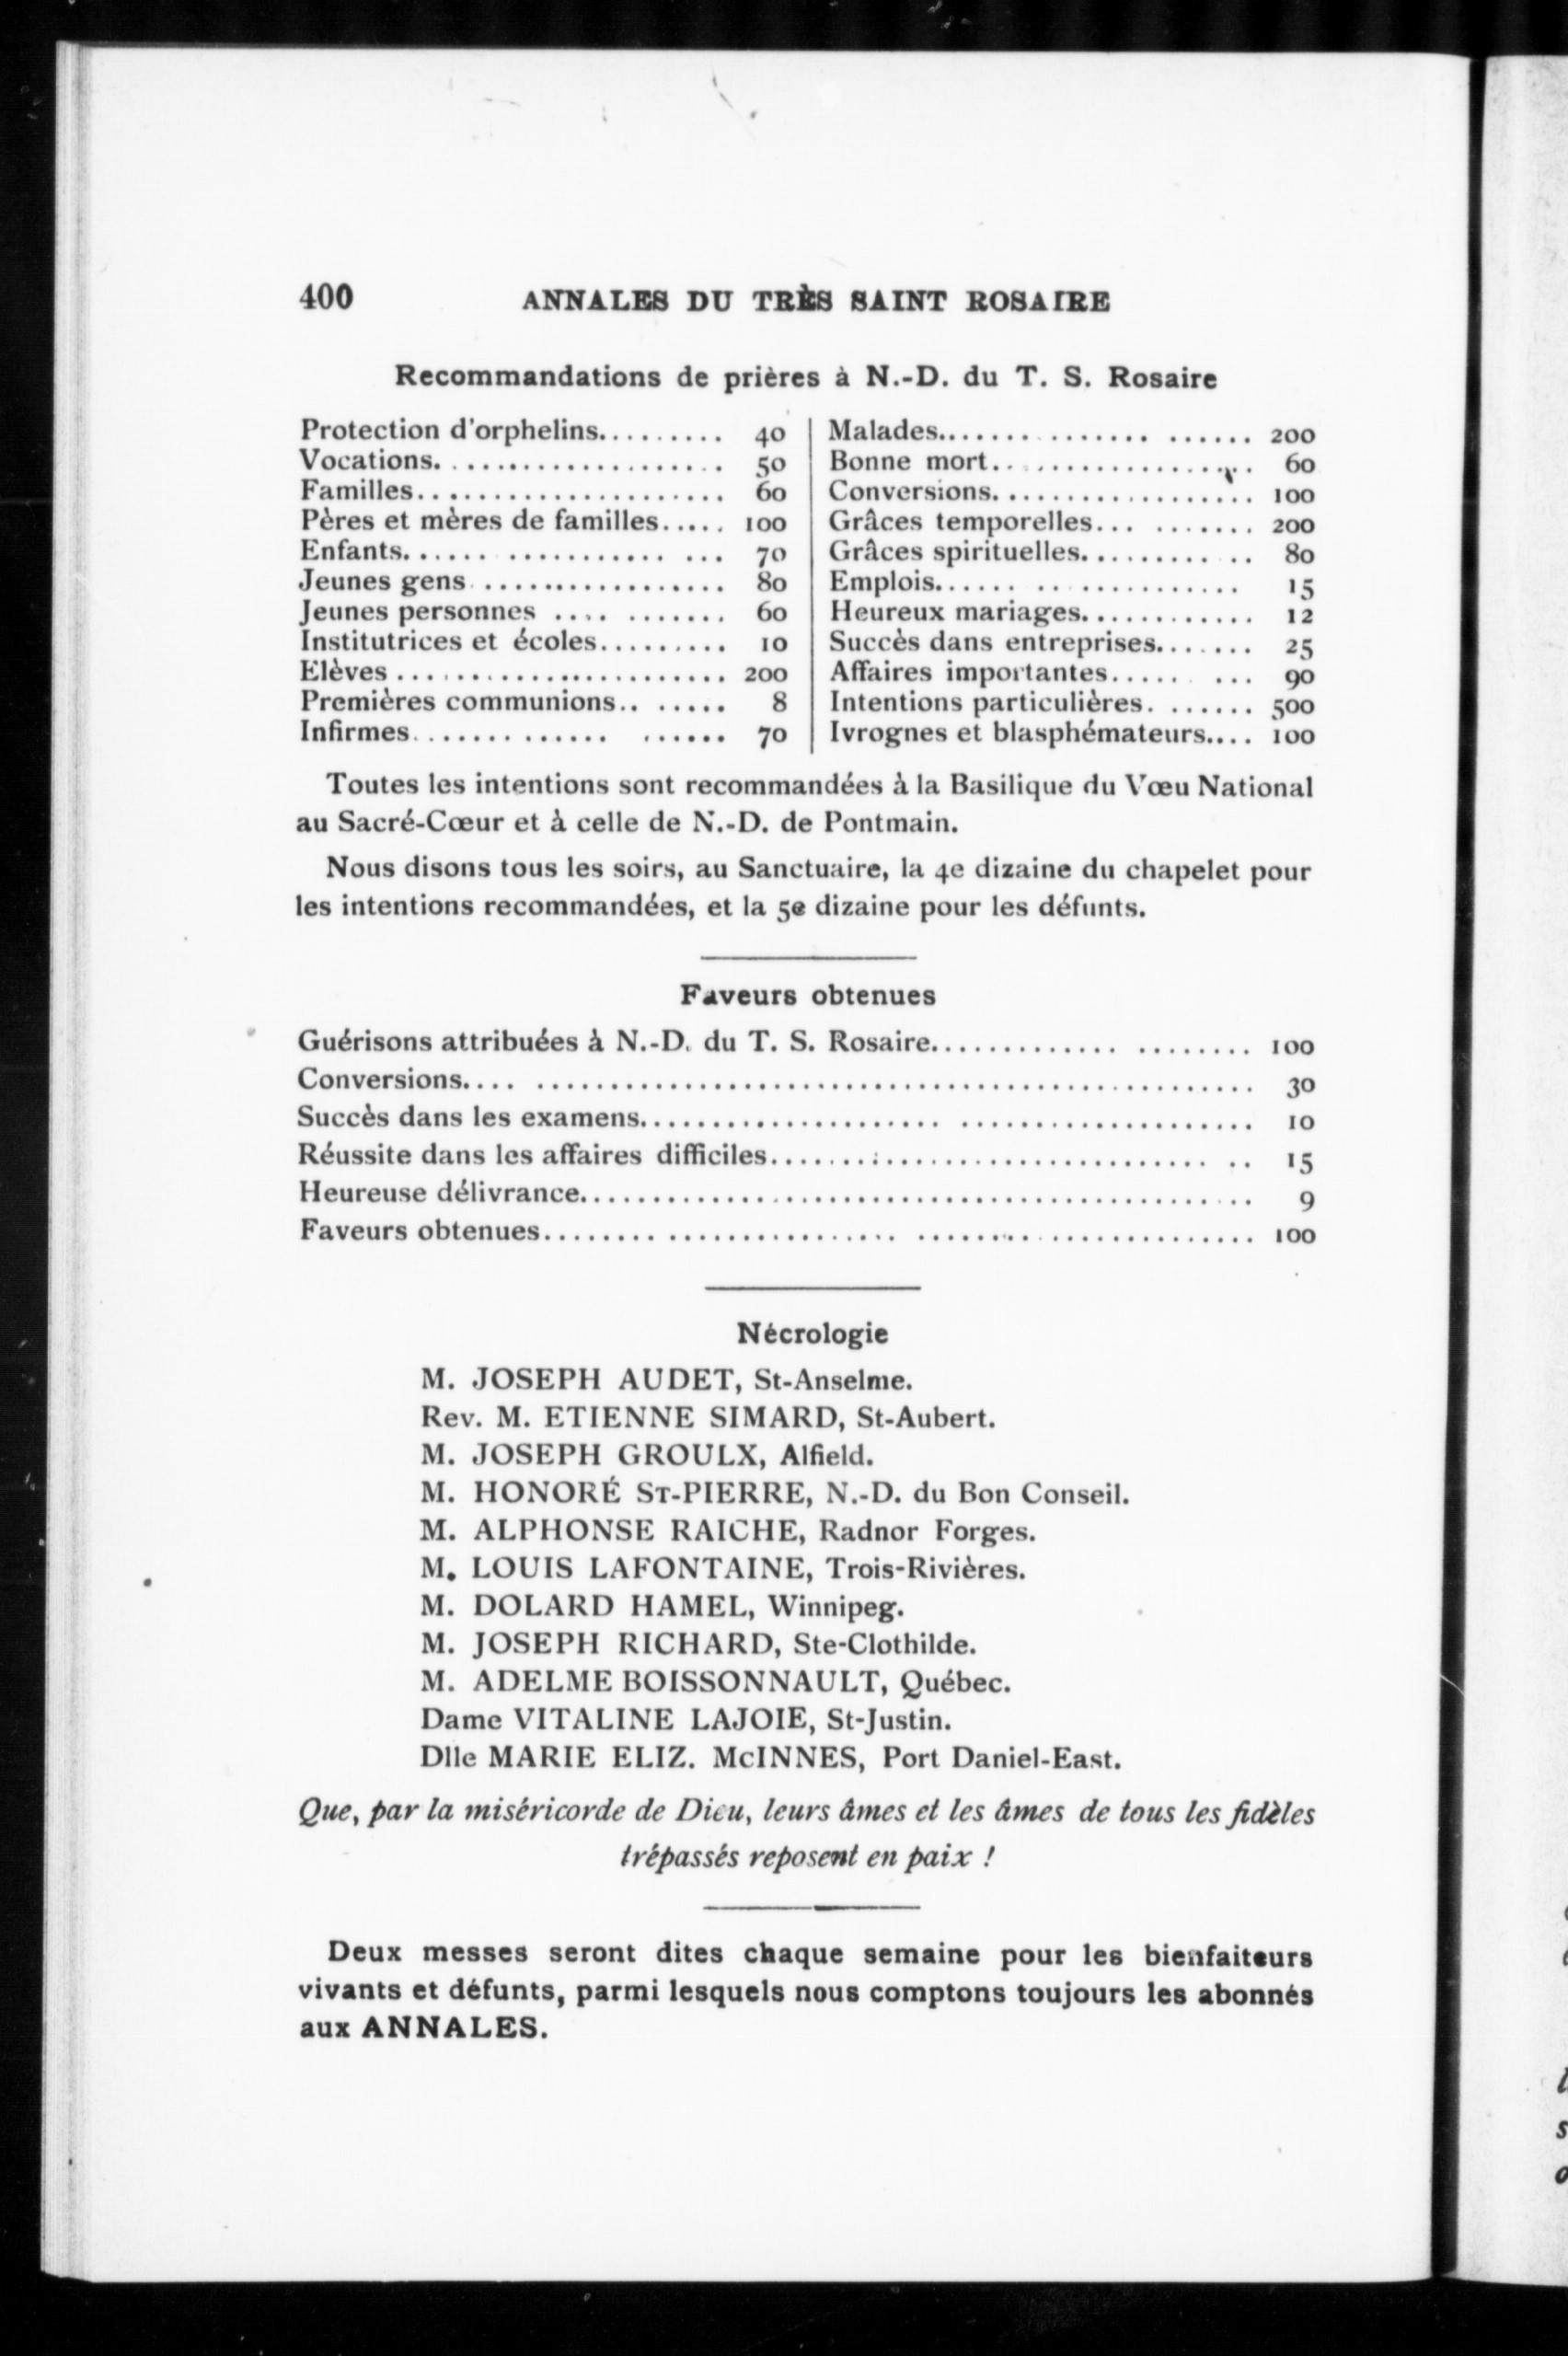 400 ANNALES DU TRÈS SAINT ROSAIRE
Recommandations de prières à N.-D. du T. S. Rosaire
Protection d'orphelins......... 40
Vocations................... 50
Familles..................... 60
Pères et mères de familles..... 100
Enfants.................... 70
Jeunes gens................. 80
Jeunes personnes ........... 60
Institutrices et écoles......... 10
Elèves ...................... 200
Premières communions....... 8
Infirmes................... 70
Malades.................... 200
Bonne mort................. 60
Conversions................. 100
Grâces temporelles.......... 200
Grâces spirituelles........... 80
Emplois................... 15
Heureux mariages............ 12
Succès dans entreprises....... 25
Affaires importantes......... 90
Intentions particulières....... 500
Ivrognes et blasphémateurs.... 100
Toutes les intentions sont recommandées à la Basilique du Vœu National
au Sacré-Cœur et à celle de N.-D. de Pontmain.
Nous disons tous les soirs, au Sanctuaire, la 4e dizaine du chapelet pour
les intentions recommandées, et la 5e dizaine pour les défunts.
Faveurs obtenues
Guérisons attribuées à N.-D. du T. S. Rosaire..................... 100
Conversions.................................................... 30
Succès dans les examens........................................ 10
Réussite dans les affaires difficiles................................ 15
Heureuse délivrance............................................. 9
Faveurs obtenues............................................... 100
Nécrologie
M. JOSEPH AUDET, St-Anselme.
Rev. M. ETIENNE SIMARD, St-Aubert.
M. JOSEPH GROULX, Alfield.
M. HONORÉ ST-PIERRE, N.-D. du Bon Conseil.
M. ALPHONSE RAICHE, Radnor Forges.
M. LOUIS LAFONTAINE, Trois-Rivières.
M. DOLARD HAMEL, Winnipeg.
M. JOSEPH RICHARD, Ste-Clothilde.
M. ADELME BOISSONNAULT, Québec.
Dame VITALINE LAJOIE, St-Justin.
Dlle MARIE ELIZ. McINNES, Port Daniel-East.
Que, par la miséricorde de Dieu, leurs âmes et les âmes de tous les fidèles
trépassés reposent en paix !
Deux messes seront dites chaque semaine pour les bienfaiteurs
vivants et défunts, parmi lesquels nous comptons toujours les abonnés
aux ANNALES.